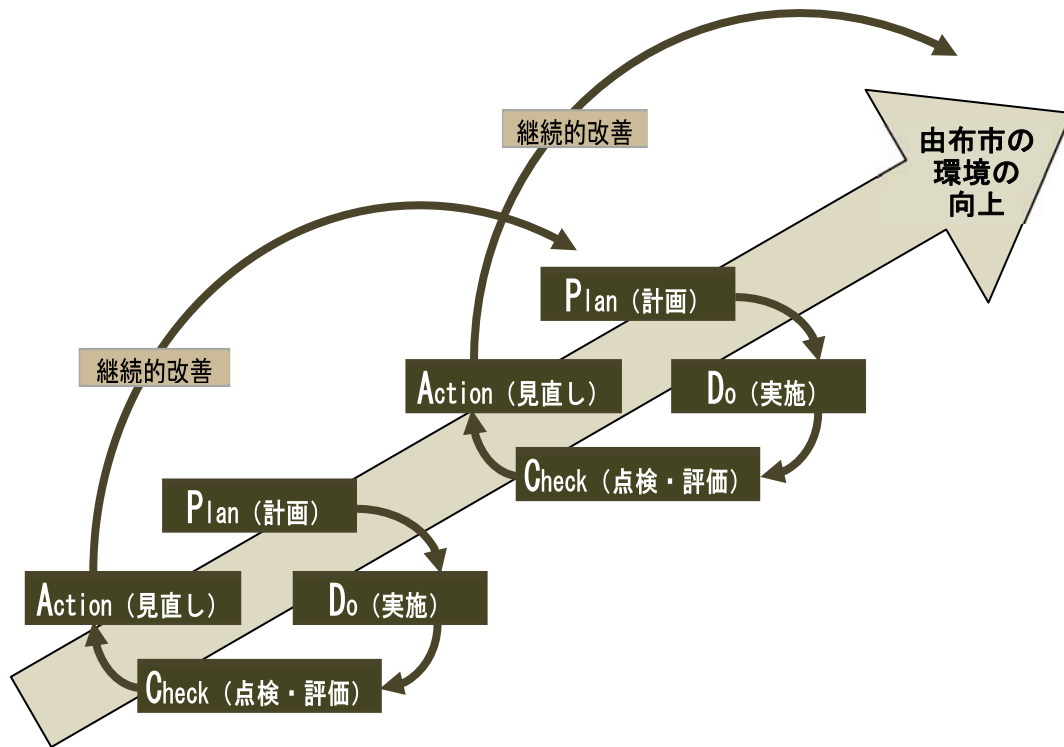 継続的改善
由布市の
環境の
向上
Plan（計画）
継続的改善
Action（見直し）
Do（実施）
Check（点検・評価）
Plan（計画）
Action（見直し）
Do（実施）
Check（点検・評価）